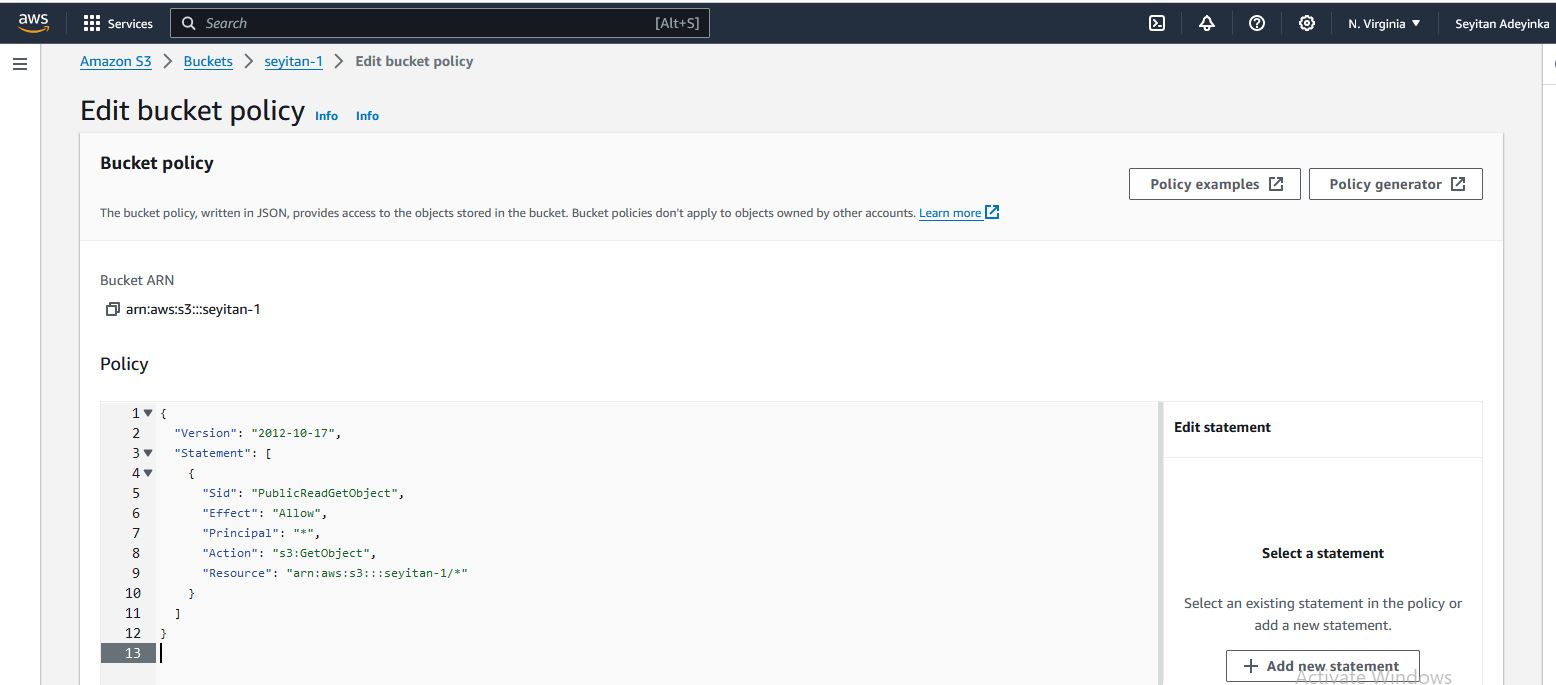 aws Services Search [Alt+S] N. Virginia Seyitan Adeyinka
Amazon S3 > Buckets > seyitan-1 > Edit bucket policy
Edit bucket policy Info Info
Bucket policy
Policy examples Policy generator
The bucket policy, written in JSON, provides access to the objects stored in the bucket. Bucket policies don't apply to objects owned by other accounts. Learn more
Bucket ARN
arn:aws:s3:::seyitan-1
Policy
1 {
2 "Version": "2012-10-17",
3 "Statement": [
4 {
5 "Sid": "PublicReadGetObject",
6 "Effect": "Allow",
7 "Principal": "*",
8 "Action": "s3:GetObject",
9 "Resource": "arn:aws:s3:::seyitan-1/*"
10 }
11 ]
12 }
13
Edit statement
Select a statement
Select an existing statement in the policy or
add a new statement.
+ Add new statement
Activate Windows